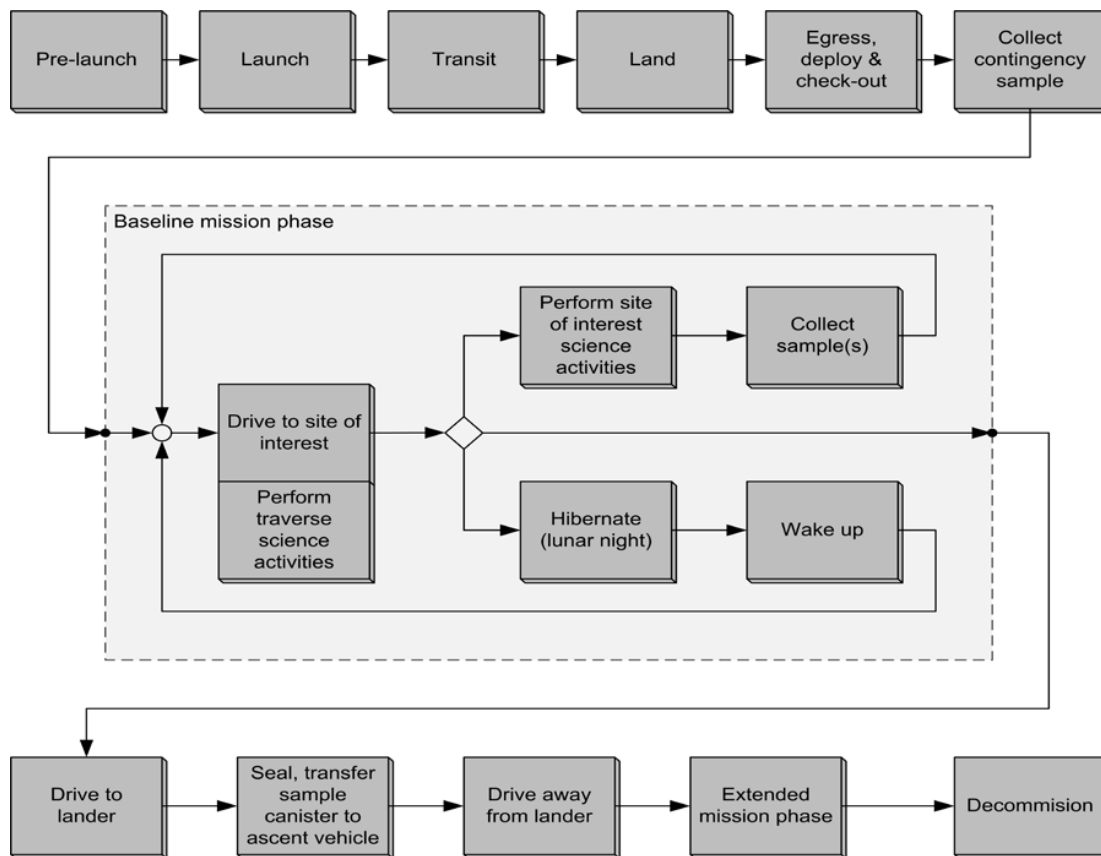 Pre-launch
Launch
Transit
Land
Egress,
deploy &
check-out
Collect
contingency
sample
Baseline mission phase
Perform site
of interest
science
activities
Collect
sample(s)
Drive to site of
interest
Perform
traverse
science
activities
Hibernate
(lunar night)
Wake up
Drive to
lander
Seal, transfer
sample
canister to
ascent vehicle
Drive away
from lander
Extended
mission phase
Decommision